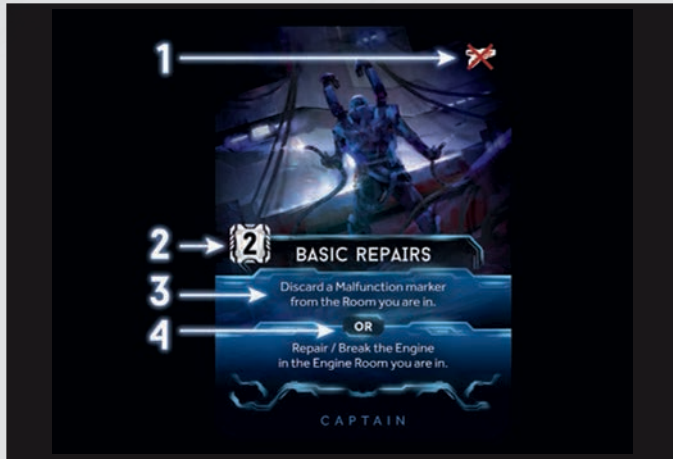 1
2
2 BASIC REPAIRS
3
Discard a Malfunction marker
from the Room you are in.
4
OR
Repair / Break the Engine
in the Engine Room you are in.
CAPTAIN